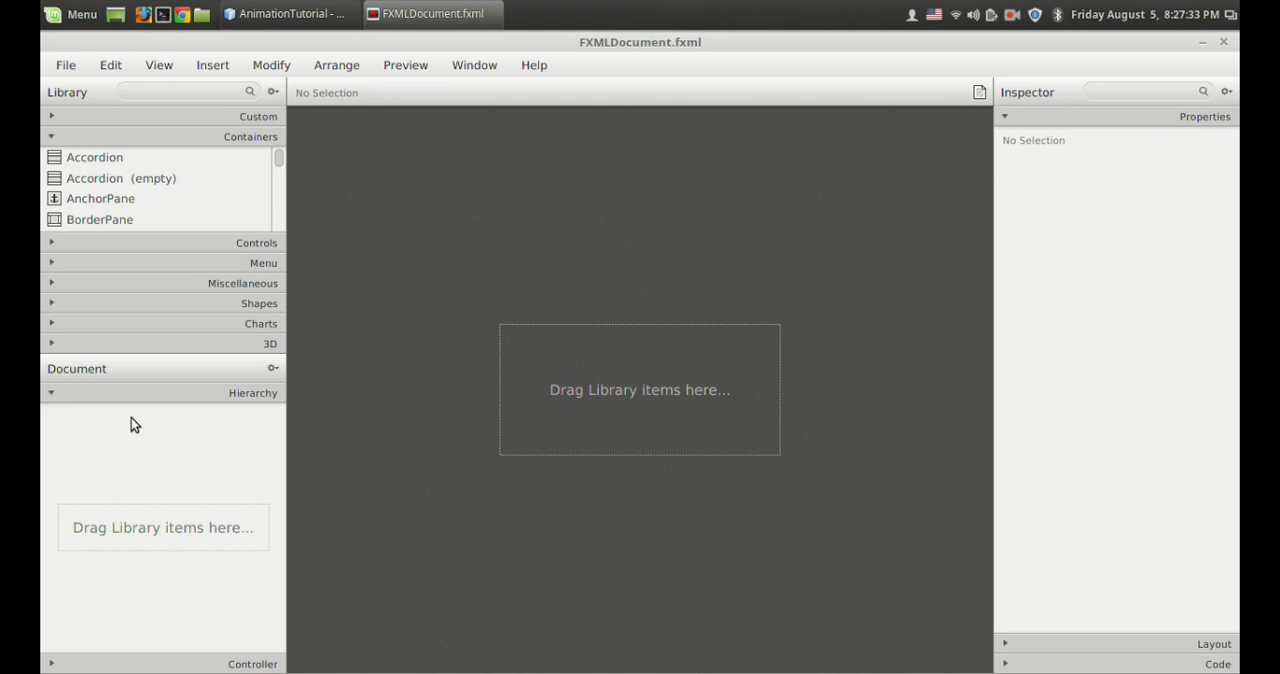 Menu
AnimationTutorial - ...
FXMLDocument.fxml
Friday August 5, 8:27:33 PM
FXMLDocument.fxml
File Edit View Insert Modify Arrange Preview Window Help
Library
No Selection
Inspector
Custom
Containers
Accordion
Accordion (empty)
AnchorPane
BorderPane
Controls
Menu
Miscellaneous
Shapes
Charts
3D
Document
Hierarchy
Drag Library items here...
Controller
Drag Library items here...
Properties
No Selection
Layout
Code